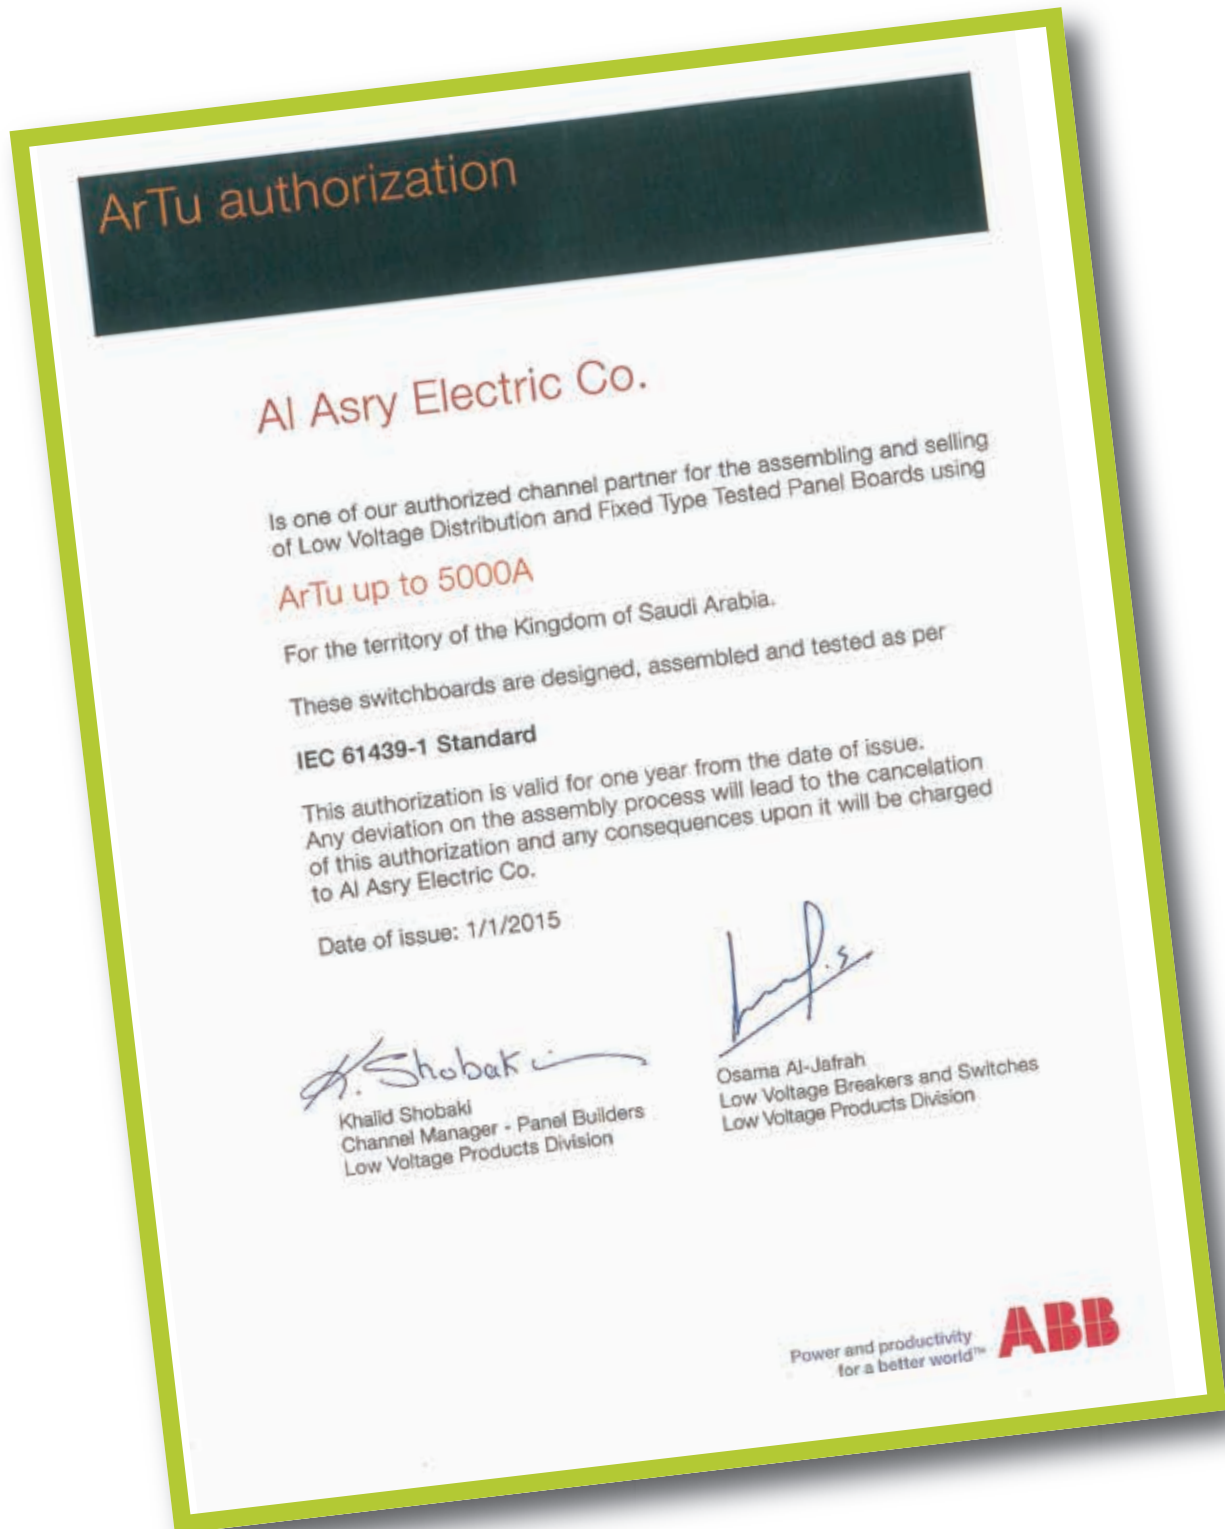 ArTu authorization
Al Asry Electric Co.
Is one of our authorized channel partner for the assembling and selling
of Low Voltage Distribution and Fixed Type Tested Panel Boards using
ArTu up to 5000A
For the territory of the Kingdom of Saudi Arabia.
These switchboards are designed, assembled and tested as per
IEC 61439-1 Standard
This authorization is valid for one year from the date of issue.
Any deviation on the assembly process will lead to the cancelation
of this authorization and any consequences upon it will be charged
to Al Asry Electric Co.
Date of issue: 1/1/2015
K. Shobaki
Khalid Shobaki
Channel Manager - Panel Builders
Low Voltage Products Division
Osama Al-Jafrah
Low Voltage Breakers and Switches
Low Voltage Products Division
Power and productivity
for a better world™
ABB